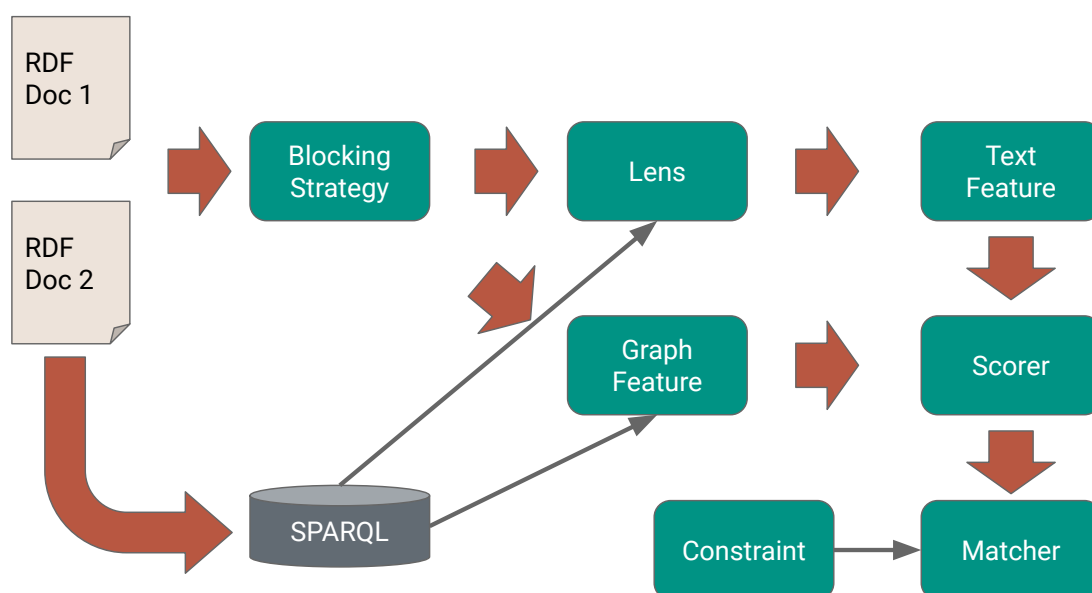 RDF
Doc 1
Blocking
Strategy
Lens
Text
Feature
RDF
Doc 2
Graph
Feature
Scorer
SPARQL
Constraint
Matcher